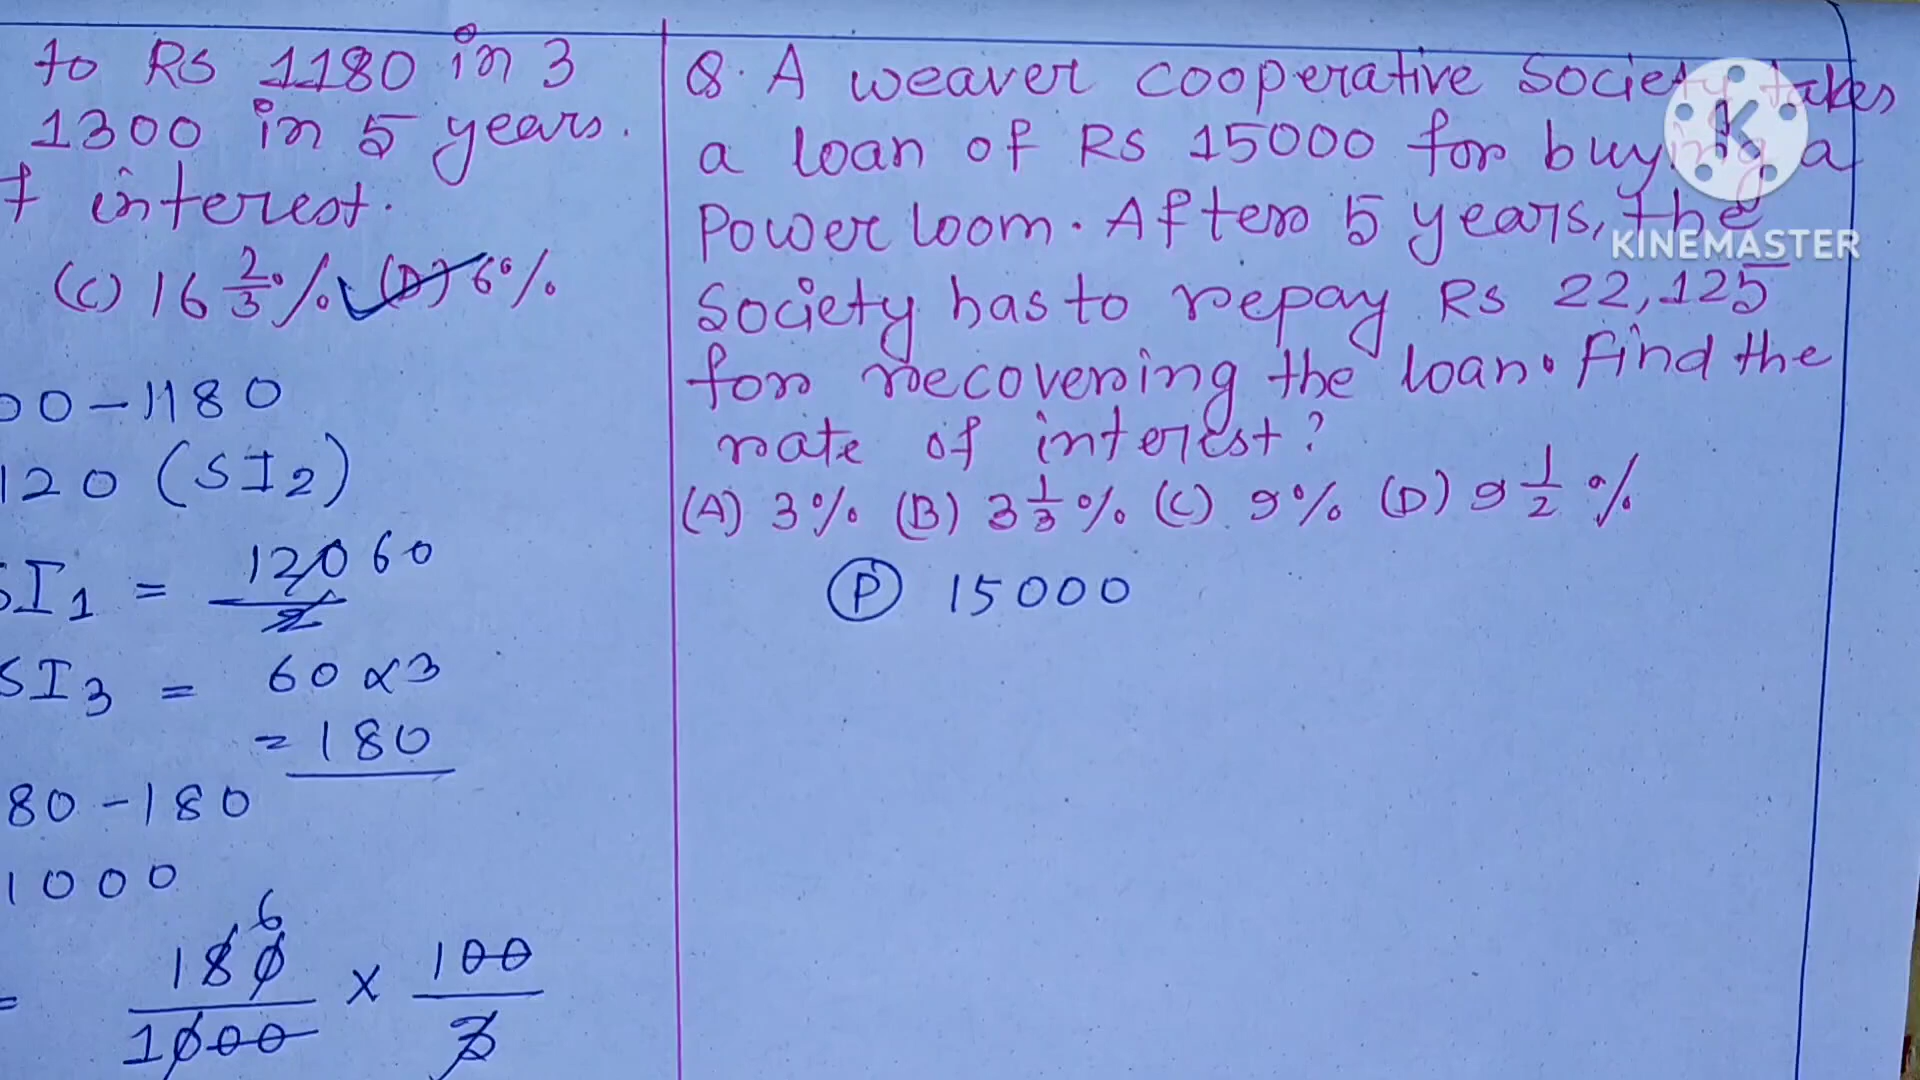 to Rs 1180 in 3
1300 in 5 years.
f interest.
(C) 16 2/3 % (D) 6%
00-1180
120 (SI2)
SI1 = 120/2 60
SI3 = 60 x3
= 180
80-180
1000
6
= 180/1000 x 100/3
Q. A weaver cooperative Society takes
a loan of Rs 15000 for buying a
Power loom. After 5 years, the
Society has to repay Rs 22,125
for recovering the loan. Find the
rate of interest?
(A) 3% (B) 3 1/3 % (C) 9% (D) 9 1/2 %
P 15000
K
KINEMASTER